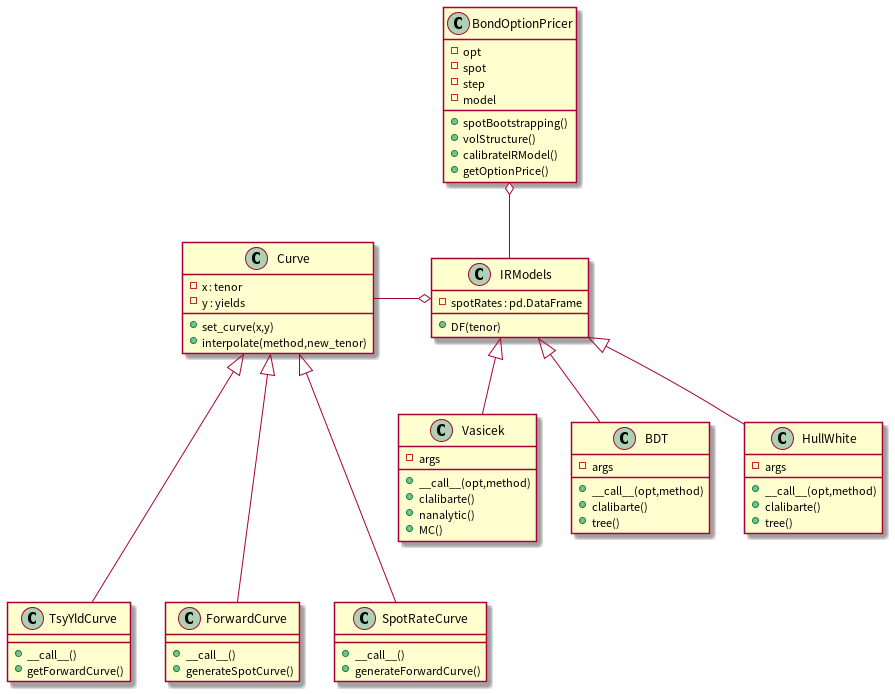 C BondOptionPricer
opt
spot
step
model
spotBootstrapping()
volStructure()
calibrateIRModel()
getOptionPrice()
C Curve
x : tenor
y : yields
set_curve(x,y)
interpolate(method,new_tenor)
C IRModels
spotRates : pd.DataFrame
DF(tenor)
C Vasicek
args
__call__(opt,method)
clalibarte()
nanalytic()
MC()
C BDT
args
__call__(opt,method)
clalibarte()
tree()
C HullWhite
args
__call__(opt,method)
clalibarte()
tree()
C TsyYldCurve
__call__()
getForwardCurve()
C ForwardCurve
__call__()
generateSpotCurve()
C SpotRateCurve
__call__()
generateForwardCurve()